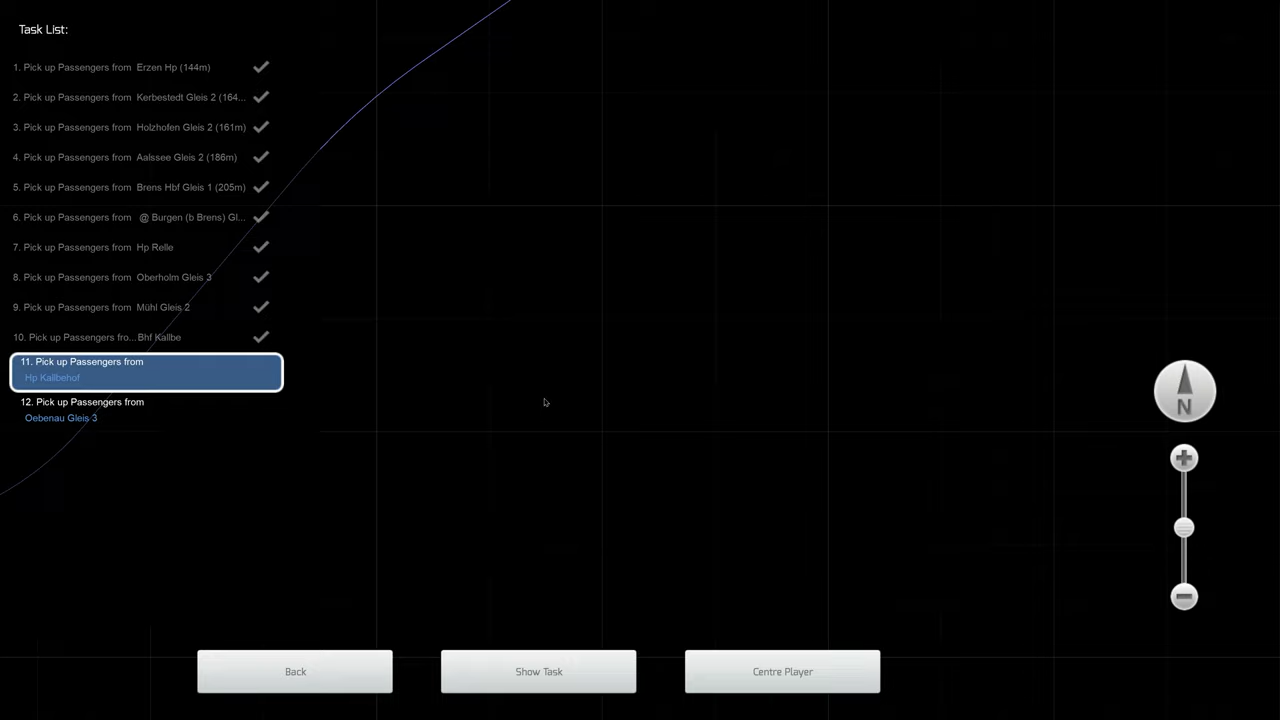 Task List:
1. Pick up Passengers from Erzen Hp (144m)
2. Pick up Passengers from Kerbestedt Gleis 2 (164...
3. Pick up Passengers from Holzhofen Gleis 2 (161m)
4. Pick up Passengers from Aalssee Gleis 2 (186m)
5. Pick up Passengers from Brens Hbf Gleis 1 (205m)
6. Pick up Passengers from @ Burgen (b Brens) Gl...
7. Pick up Passengers from Hp Relle
8. Pick up Passengers from Oberholm Gleis 3
9. Pick up Passengers from Mühl Gleis 2
10. Pick up Passengers fro... Bhf Kallbe
11. Pick up Passengers from
Hp Kallbehof
12. Pick up Passengers from
Oebenau Gleis 3
N
Back
Show Task
Centre Player